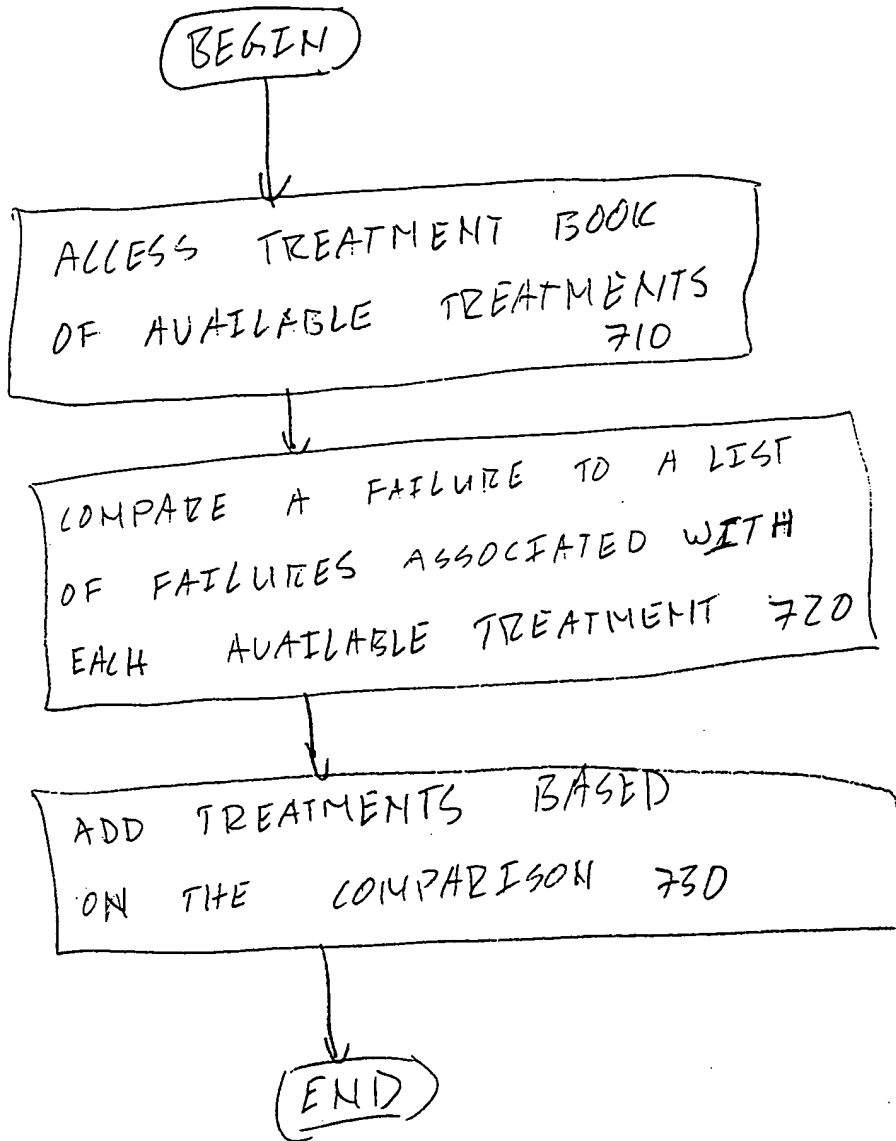 BEGIN
ACCESS TREATMENT BOOK
OF AVAILABLE TREATMENTS
710
COMPARE A FAILURE TO A LIST
OF FAILURES ASSOCIATED WITH
EACH AVAILABLE TREATMENT 720
ADD TREATMENTS BASED
ON THE COMPARISON 730
END